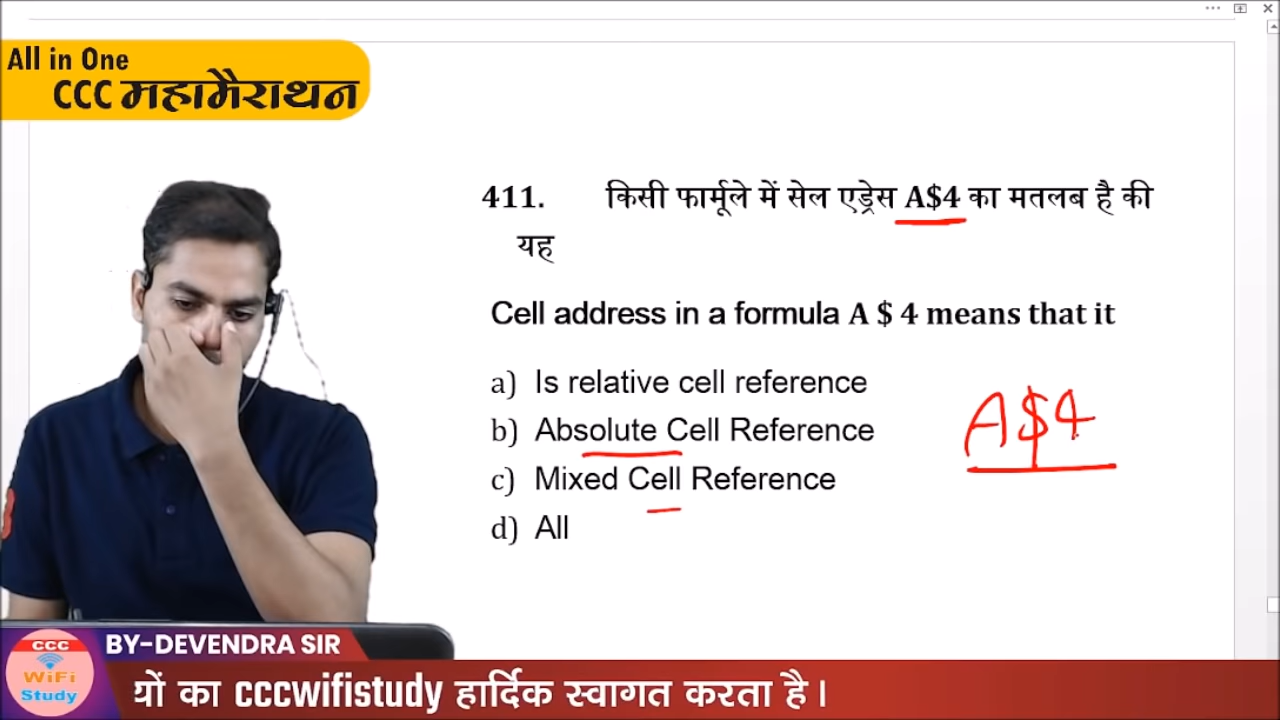 All in One
CCC महामैराथन
411. किसी फार्मूले में सेल एड्रेस A$4 का मतलब है की
यह
Cell address in a formula A $ 4 means that it
a) Is relative cell reference
b) Absolute Cell Reference
c) Mixed Cell Reference
d) All
A$4
CCC
WiFi
Study
BY-DEVENDRA SIR
यों का cccwifistudy हार्दिक स्वागत करता है।